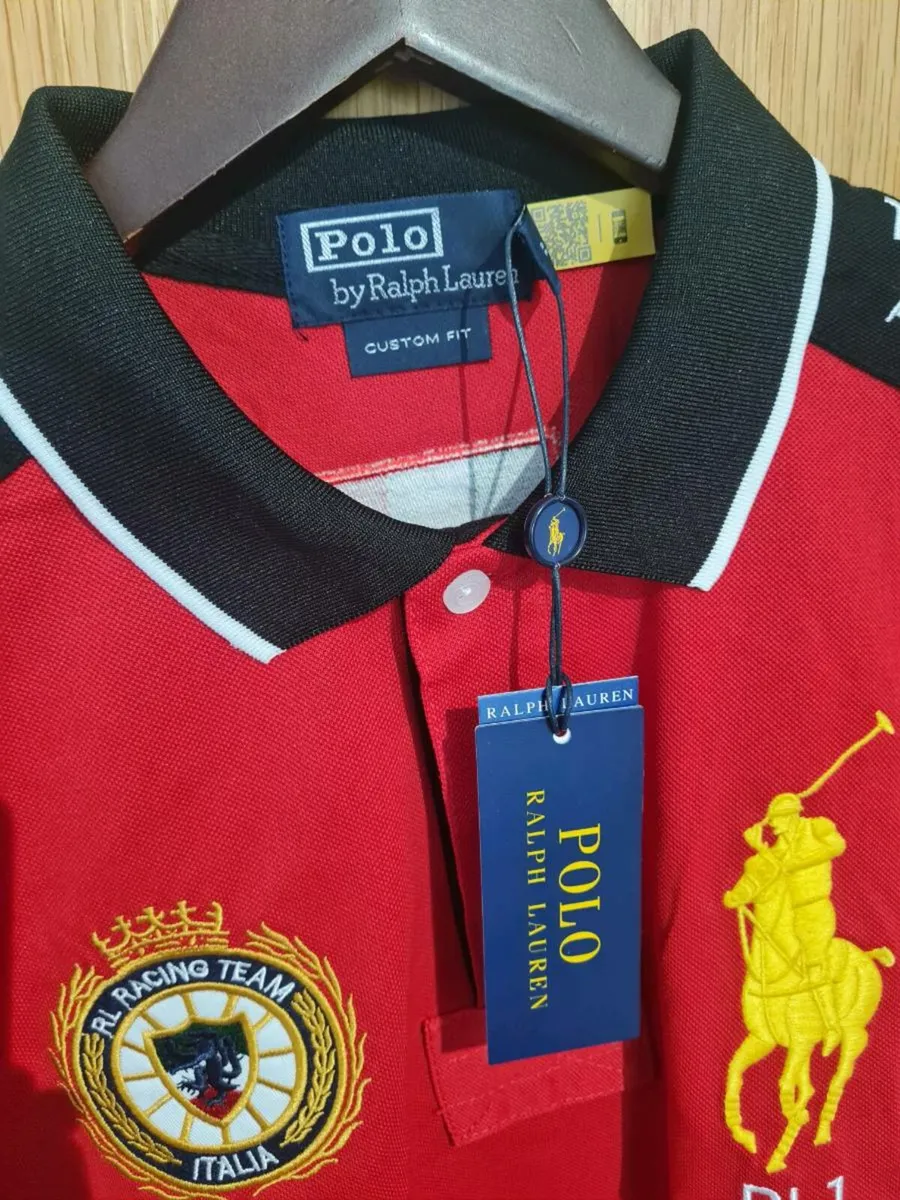 Polo
by Ralph Lauren
CUSTOM FIT
RALPH LAUREN
POLO
RALPH LAUREN
RL RACING TEAM
ITALIA